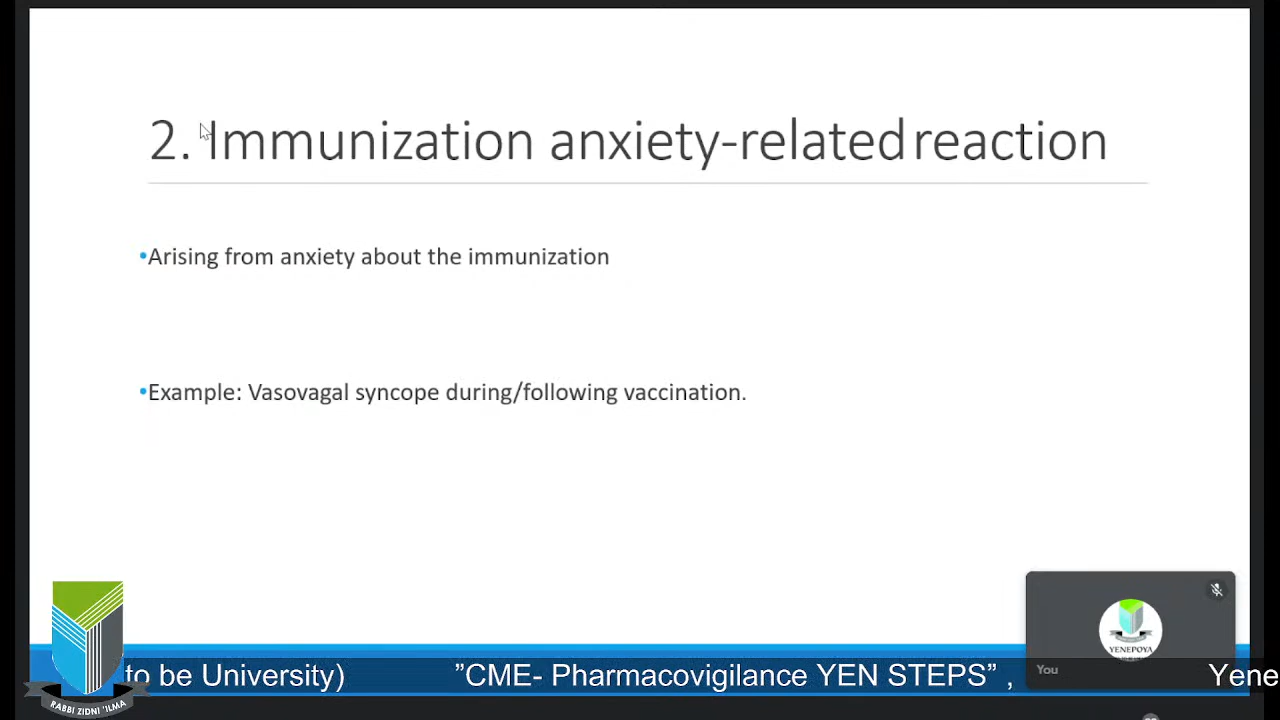 2. Immunization anxiety-related reaction
•Arising from anxiety about the immunization
•Example: Vasovagal syncope during/following vaccination.
YENEPOYA
You
to be University) ”CME- Pharmacovigilance YEN STEPS” , Yene
RABBI ZIDNI 'ILMA